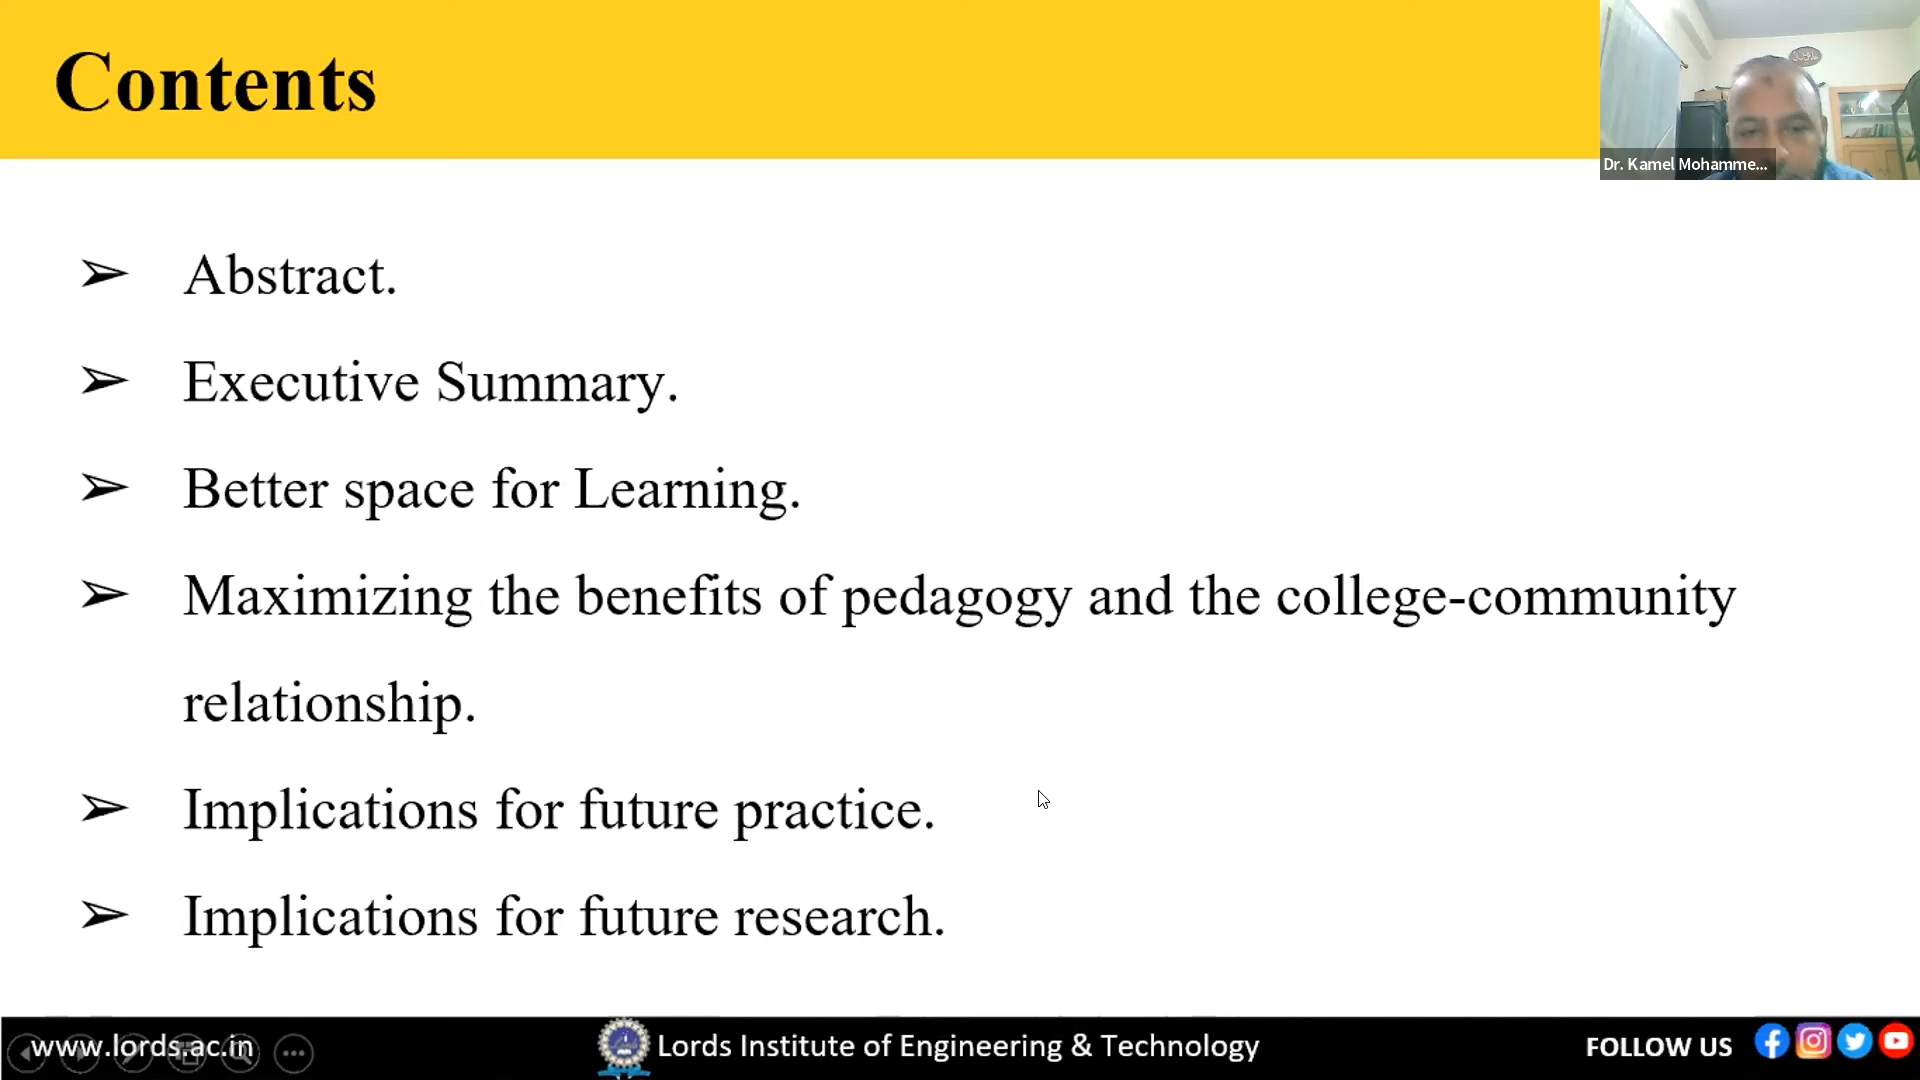 Contents
Dr. Kamel Mohamme...
➢ Abstract.
➢ Executive Summary.
➢ Better space for Learning.
➢ Maximizing the benefits of pedagogy and the college-community
relationship.
➢ Implications for future practice.
➢ Implications for future research.
www.lords.ac.in
Lords Institute of Engineering & Technology
FOLLOW US